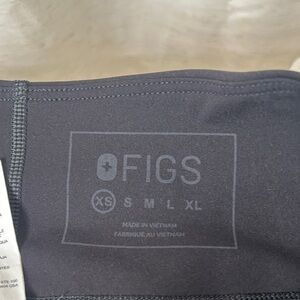 FIGS
XS S M L XL
MADE IN VIETNAM
FABRIQUÉ AU VIETNAM